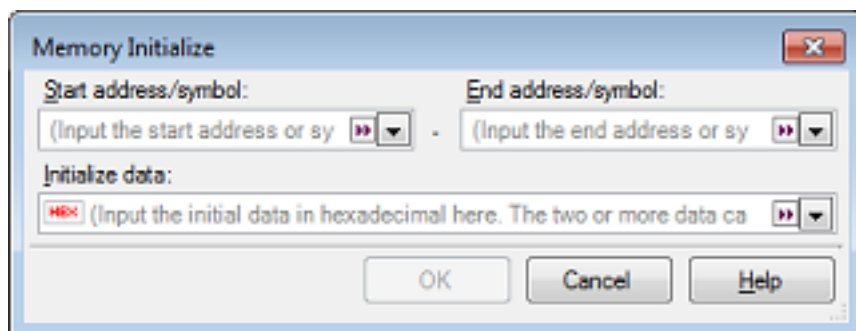 Memory Initialize
Start address/symbol: End address/symbol:
(Input the start address or sy - (Input the end address or sy
Initialize data:
HEX (Input the initial data in hexadecimal here. The two or more data ca
OK Cancel Help